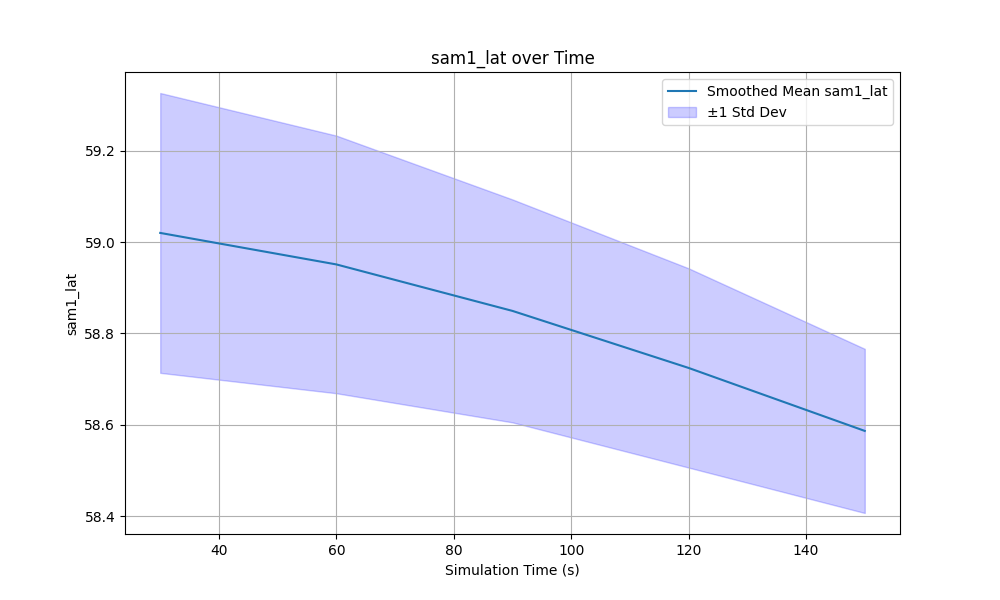 sam1_lat over Time
Smoothed Mean sam1_lat
±1 Std Dev
sam1_lat
59.2
59.0
58.8
58.6
58.4
40 60 80 100 120 140
Simulation Time (s)